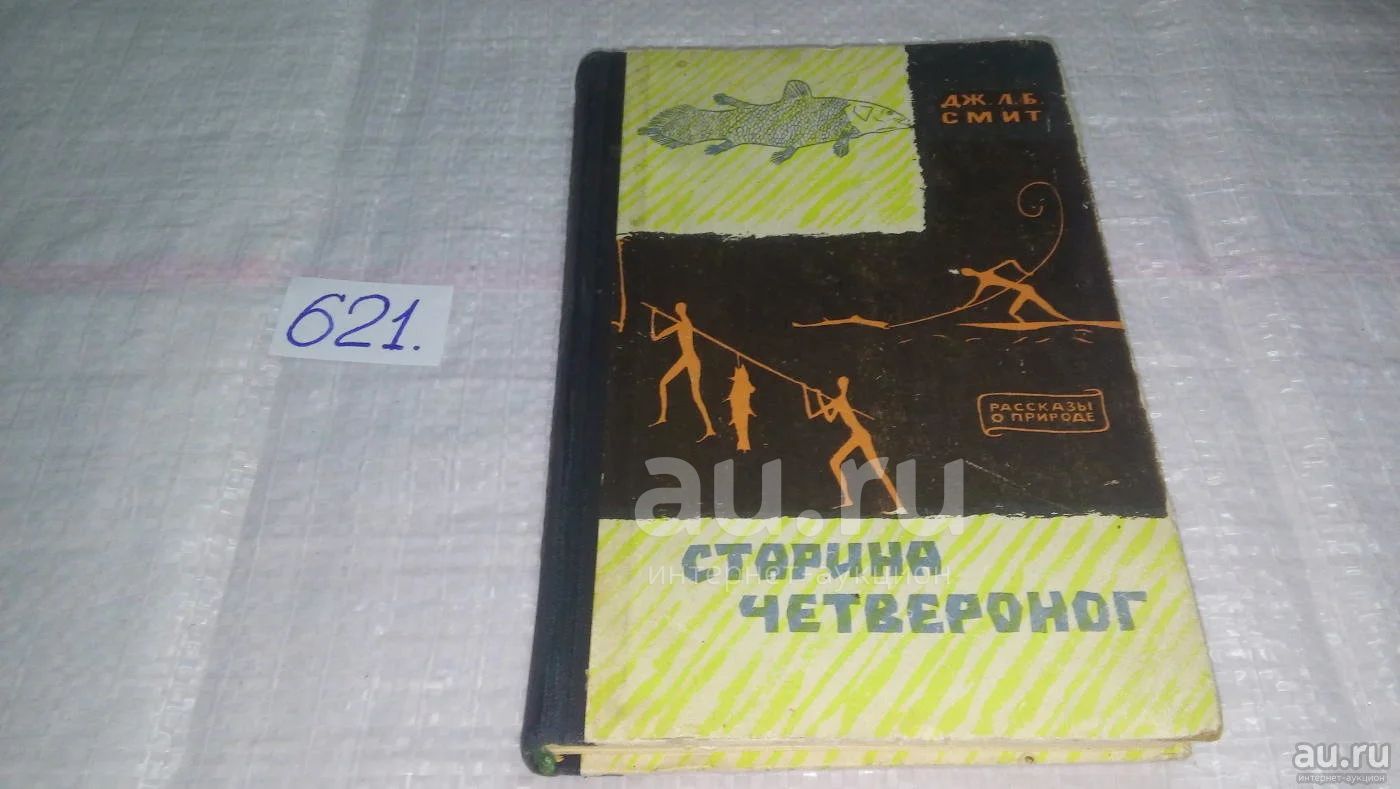 ДЖ. Л. Б.
СМИТ
621.
РАССКАЗЫ
О ПРИРОДЕ
au.ru
интернет-аукцион
СТАРИНА
ЧЕТВЕРОНОГ
au.ru
интернет-аукцион